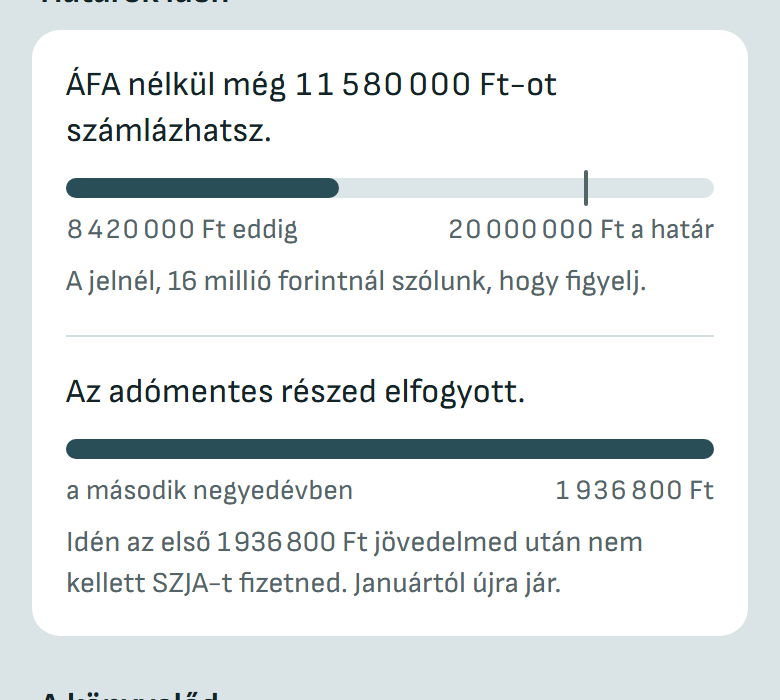 ÁFA nélkül még 11 580 000 Ft-ot
számlázhatsz.
8 420 000 Ft eddig
20 000 000 Ft a határ
A jelnél, 16 millió forintnál szólunk, hogy figyelj.
Az adómentes részed elfogyott.
a második negyedévben
1 936 800 Ft
Idén az első 1 936 800 Ft jövedelmed után nem
kellett SZJA-t fizetned. Januártól újra jár.
A könyvelőd